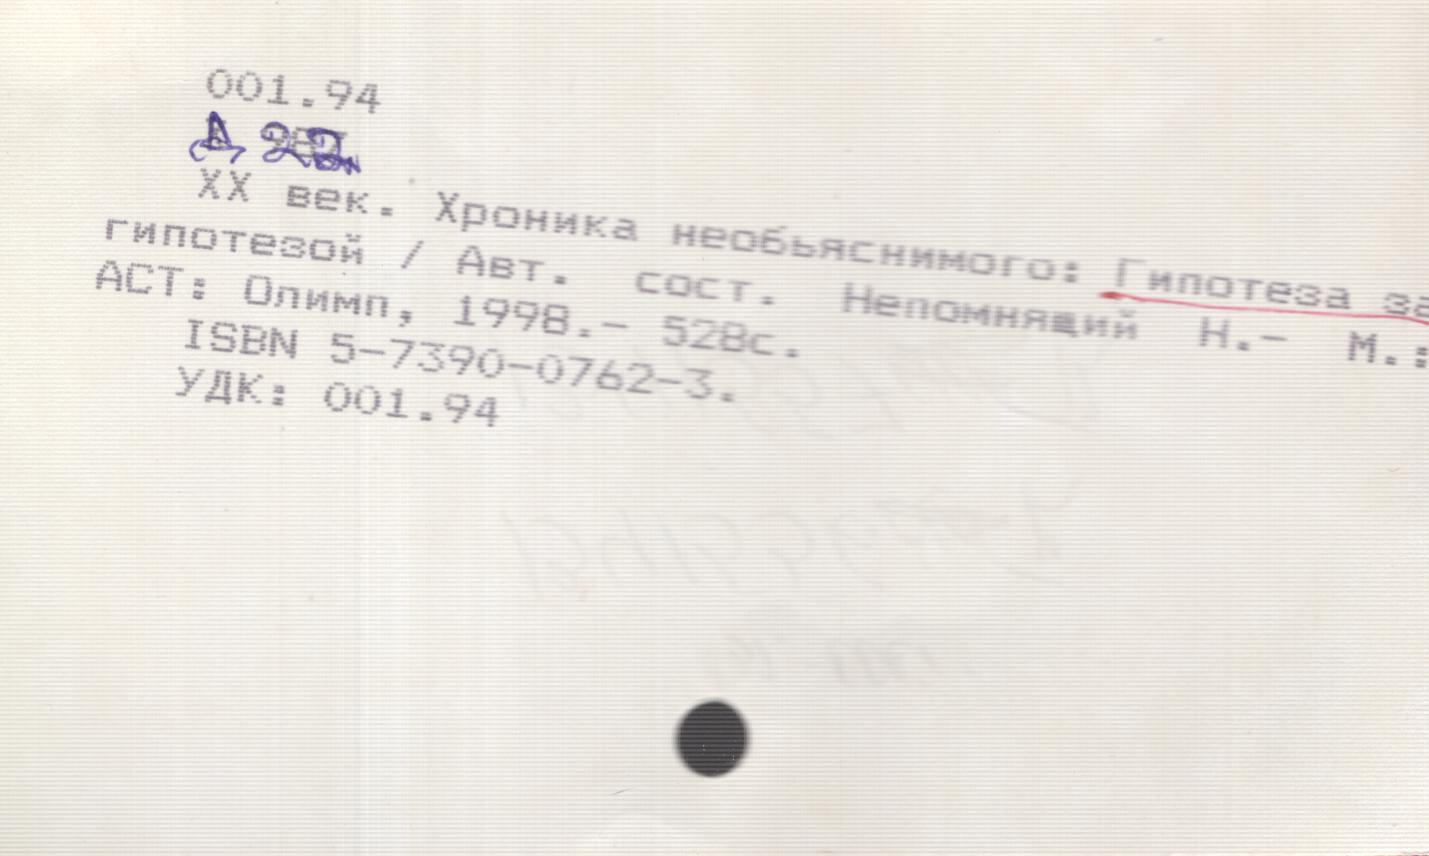 001.94
Д 22
XX век. Хроника необьяснимого: Гипотеза за
гипотезой / Авт. сост. Непомнящий Н.- М.:
АСТ: Олимп, 1998.- 528с.
ISBN 5-7390-0762-3.
УДК: 001.94